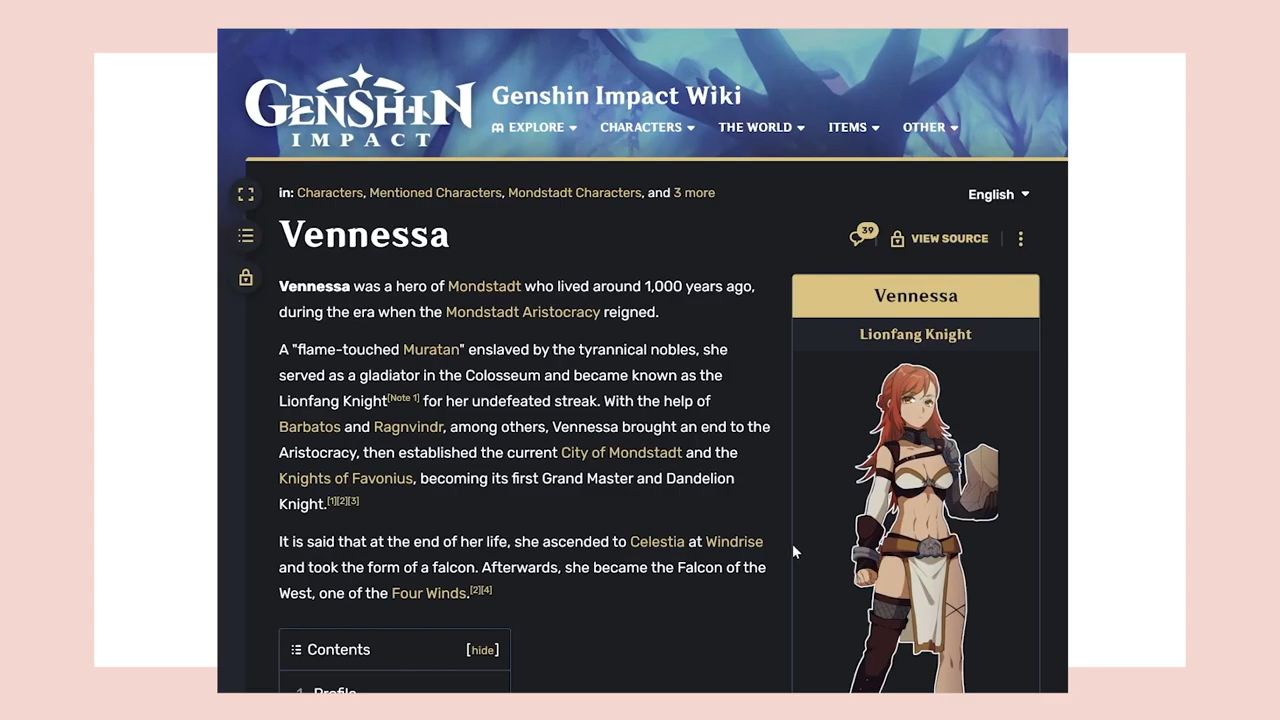 GENSHIN
IMPACT
Genshin Impact Wiki
EXPLORE
CHARACTERS
THE WORLD
ITEMS
OTHER
in: Characters, Mentioned Characters, Mondstadt Characters, and 3 more
English
Vennessa
39
VIEW SOURCE
Vennessa was a hero of Mondstadt who lived around 1,000 years ago,
during the era when the Mondstadt Aristocracy reigned.
A "flame-touched Muratan" enslaved by the tyrannical nobles, she
served as a gladiator in the Colosseum and became known as the
Lionfang Knight[Note 1] for her undefeated streak. With the help of
Barbatos and Ragnvindr, among others, Vennessa brought an end to the
Aristocracy, then established the current City of Mondstadt and the
Knights of Favonius, becoming its first Grand Master and Dandelion
Knight.[1][2][3]
It is said that at the end of her life, she ascended to Celestia at Windrise
and took the form of a falcon. Afterwards, she became the Falcon of the
West, one of the Four Winds.[2][4]
Contents [hide]
1 Profile
Vennessa
Lionfang Knight